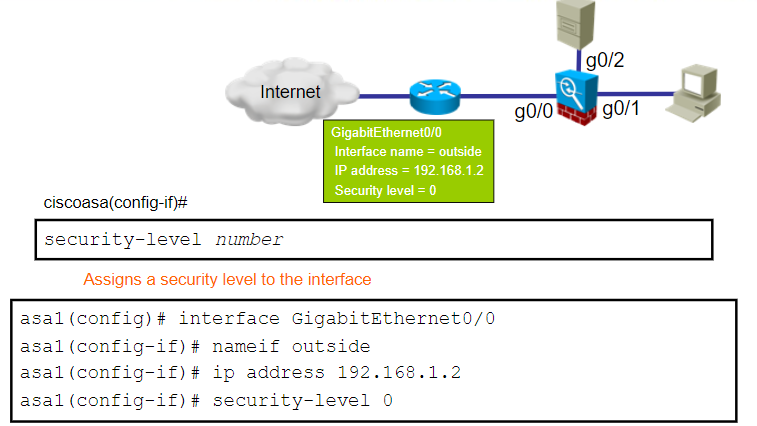 g0/2
Internet
g0/0
g0/1
GigabitEthernet0/0
Interface name = outside
IP address = 192.168.1.2
Security level = 0
ciscoasa(config-if)#
security-level number
Assigns a security level to the interface
asa1(config)# interface GigabitEthernet0/0
asa1(config-if)# nameif outside
asa1(config-if)# ip address 192.168.1.2
asa1(config-if)# security-level 0